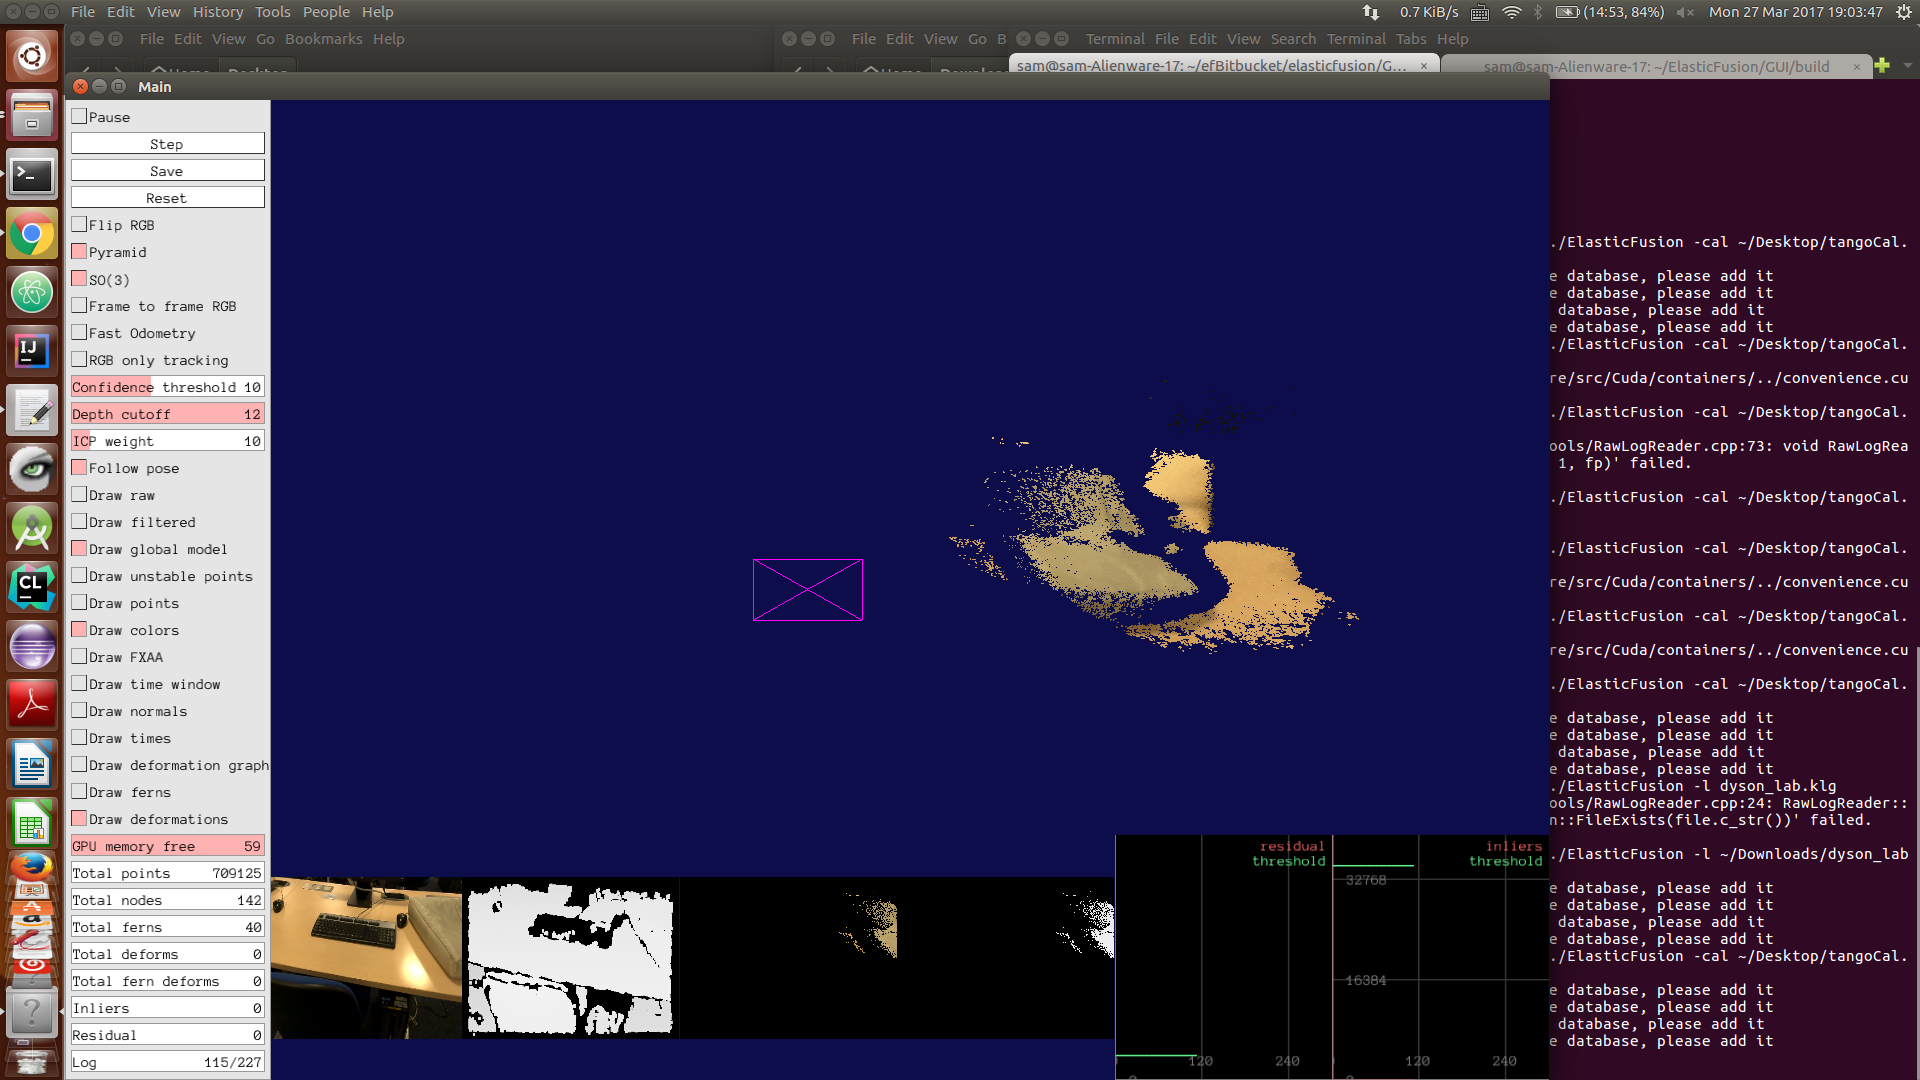 File Edit View History Tools People Help
0.7 KiB/s (14:53, 84%) Mon 27 Mar 2017 19:03:47
File Edit View Go Bookmarks Help
File Edit View Go B
Terminal File Edit View Search Terminal Tabs Help
sam@sam-Alienware-17: ~/efBitbucket/elasticfusion/G... ×
sam@sam-Alienware-17: ~/ElasticFusion/GUI/build ×
Main
Pause
Step
Save
Reset
Flip RGB
Pyramid
SO(3)
Frame to frame RGB
Fast Odometry
RGB only tracking
Confidence threshold 10
Depth cutoff 12
ICP weight 10
Follow pose
Draw raw
Draw filtered
Draw global model
Draw unstable points
Draw points
Draw colors
Draw FXAA
Draw time window
Draw normals
Draw times
Draw deformation graph
Draw ferns
Draw deformations
GPU memory free 59
Total points 709125
Total nodes 142
Total ferns 40
Total deforms 0
Total fern deforms 0
Inliers 0
Residual 0
Log 115/227
residual
threshold
120 240
inliers
threshold
32768
16384
120 240
./ElasticFusion -cal ~/Desktop/tangoCal.
e database, please add it
e database, please add it
database, please add it
e database, please add it
./ElasticFusion -cal ~/Desktop/tangoCal.
re/src/Cuda/containers/../convenience.cu
./ElasticFusion -cal ~/Desktop/tangoCal.
ools/RawLogReader.cpp:73: void RawLogRea
1, fp)' failed.
./ElasticFusion -cal ~/Desktop/tangoCal.
./ElasticFusion -cal ~/Desktop/tangoCal.
re/src/Cuda/containers/../convenience.cu
./ElasticFusion -cal ~/Desktop/tangoCal.
re/src/Cuda/containers/../convenience.cu
./ElasticFusion -cal ~/Desktop/tangoCal.
e database, please add it
e database, please add it
database, please add it
e database, please add it
./ElasticFusion -l dyson_lab.klg
ools/RawLogReader.cpp:24: RawLogReader::
n::FileExists(file.c_str())' failed.
./ElasticFusion -l ~/Downloads/dyson_lab
e database, please add it
e database, please add it
database, please add it
e database, please add it
./ElasticFusion -cal ~/Desktop/tangoCal.
e database, please add it
e database, please add it
database, please add it
e database, please add it
IJ
CL